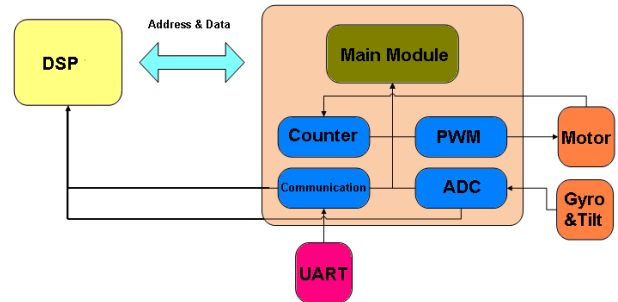 Address & Data
DSP
Main Module
Counter
PWM
Motor
Communication
ADC
Gyro
&Tilt
UART